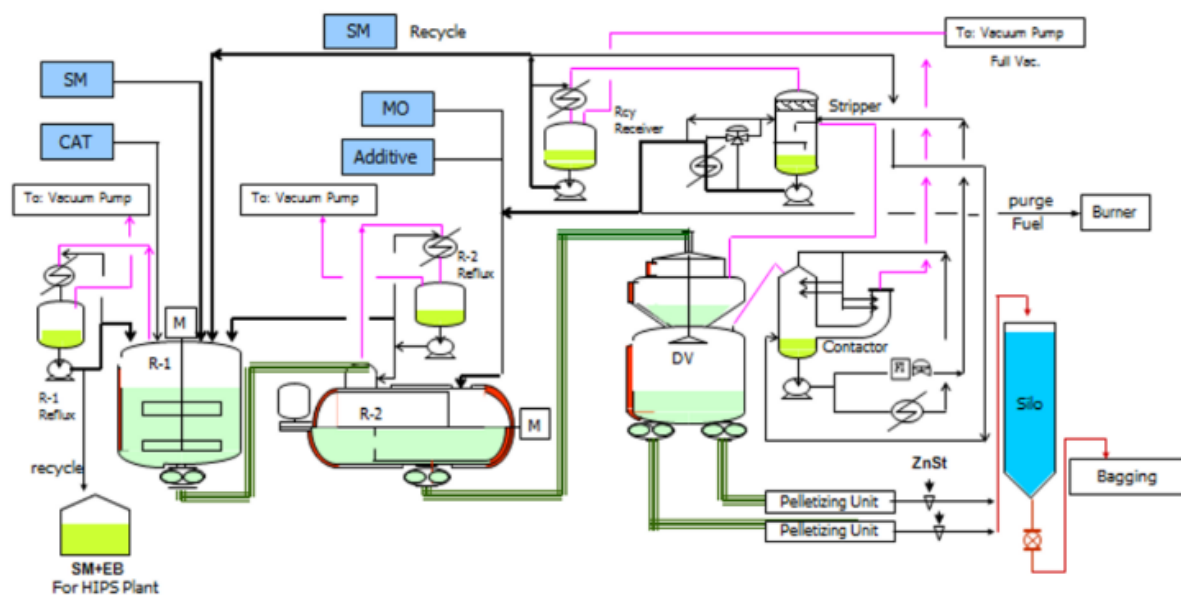 SM
Recycle
To: Vacuum Pump
Full Vac.
SM
MO
Rcy
Receiver
Stripper
CAT
Additive
To: Vacuum Pump
To: Vacuum Pump
purge
Fuel
Burner
R-2
Reflux
M
R-1
DV
Contactor
FI
R-1
Reflux
R-2
M
Silo
recycle
ZnSt
Bagging
Pelletizing Unit
Pelletizing Unit
SM+EB
For HIPS Plant